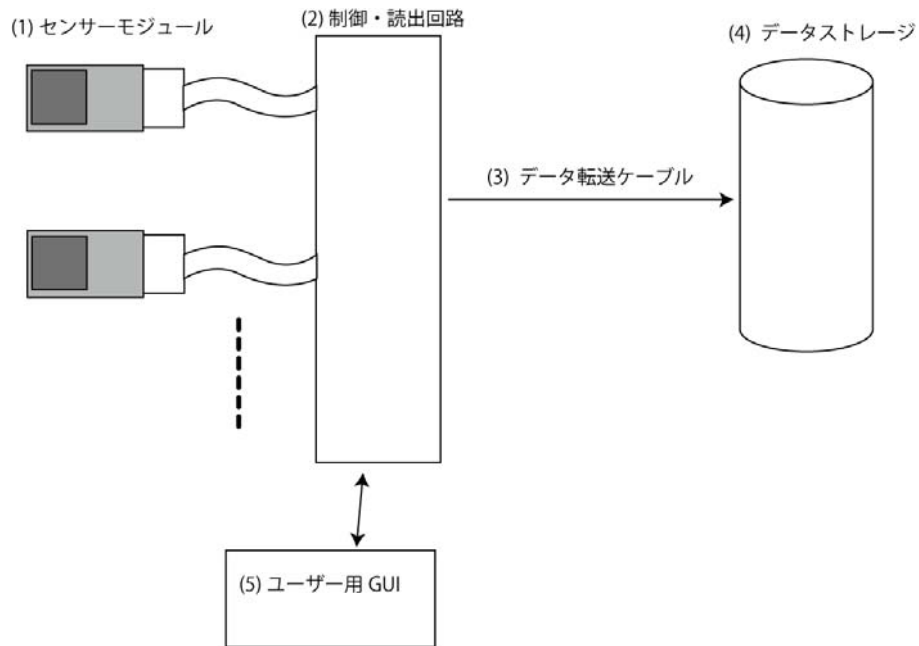 (1) センサーモジュール
(2) 制御・読出回路
(4) データストレージ
(3) データ転送ケーブル
(5) ユーザー用 GUI